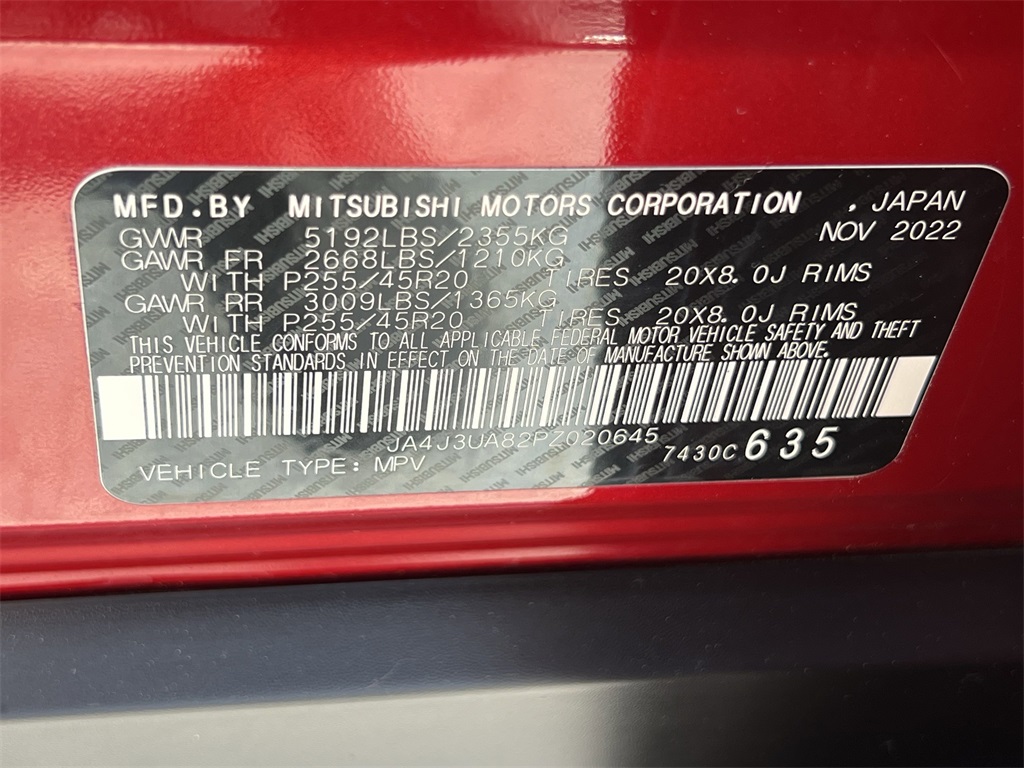 MFD.BY MITSUBISHI MOTORS CORPORATION . JAPAN
GVWR 5192LBS/2355KG NOV 2022
GAWR FR 2668LBS/1210KG
WITH P255/45R20 TIRES 20X8.0J RIMS
GAWR RR 3009LBS/1365KG
WITH P255/45R20 TIRES 20X8.0J RIMS
THIS VEHICLE CONFORMS TO ALL APPLICABLE FEDERAL MOTOR VEHICLE SAFETY AND THEFT
PREVENTION STANDARDS IN EFFECT ON THE DATE OF MANUFACTURE SHOWN ABOVE.
JA4J3UA82PZ020645
VEHICLE TYPE: MPV 7430C 635